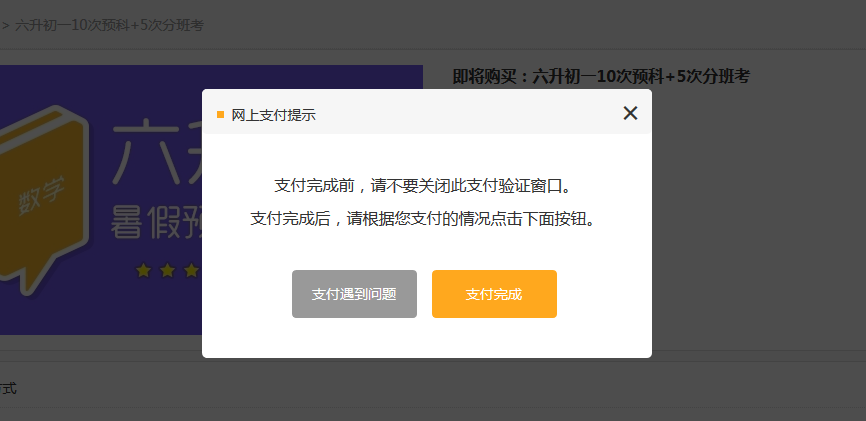 > 六升初一10次预科+5次分班考
即将购买：六升初一10次预科+5次分班考
网上支付提示
数学
六升
暑假预
支付完成前，请不要关闭此支付验证窗口。
支付完成后，请根据您支付的情况点击下面按钮。
支付遇到问题
支付完成
式